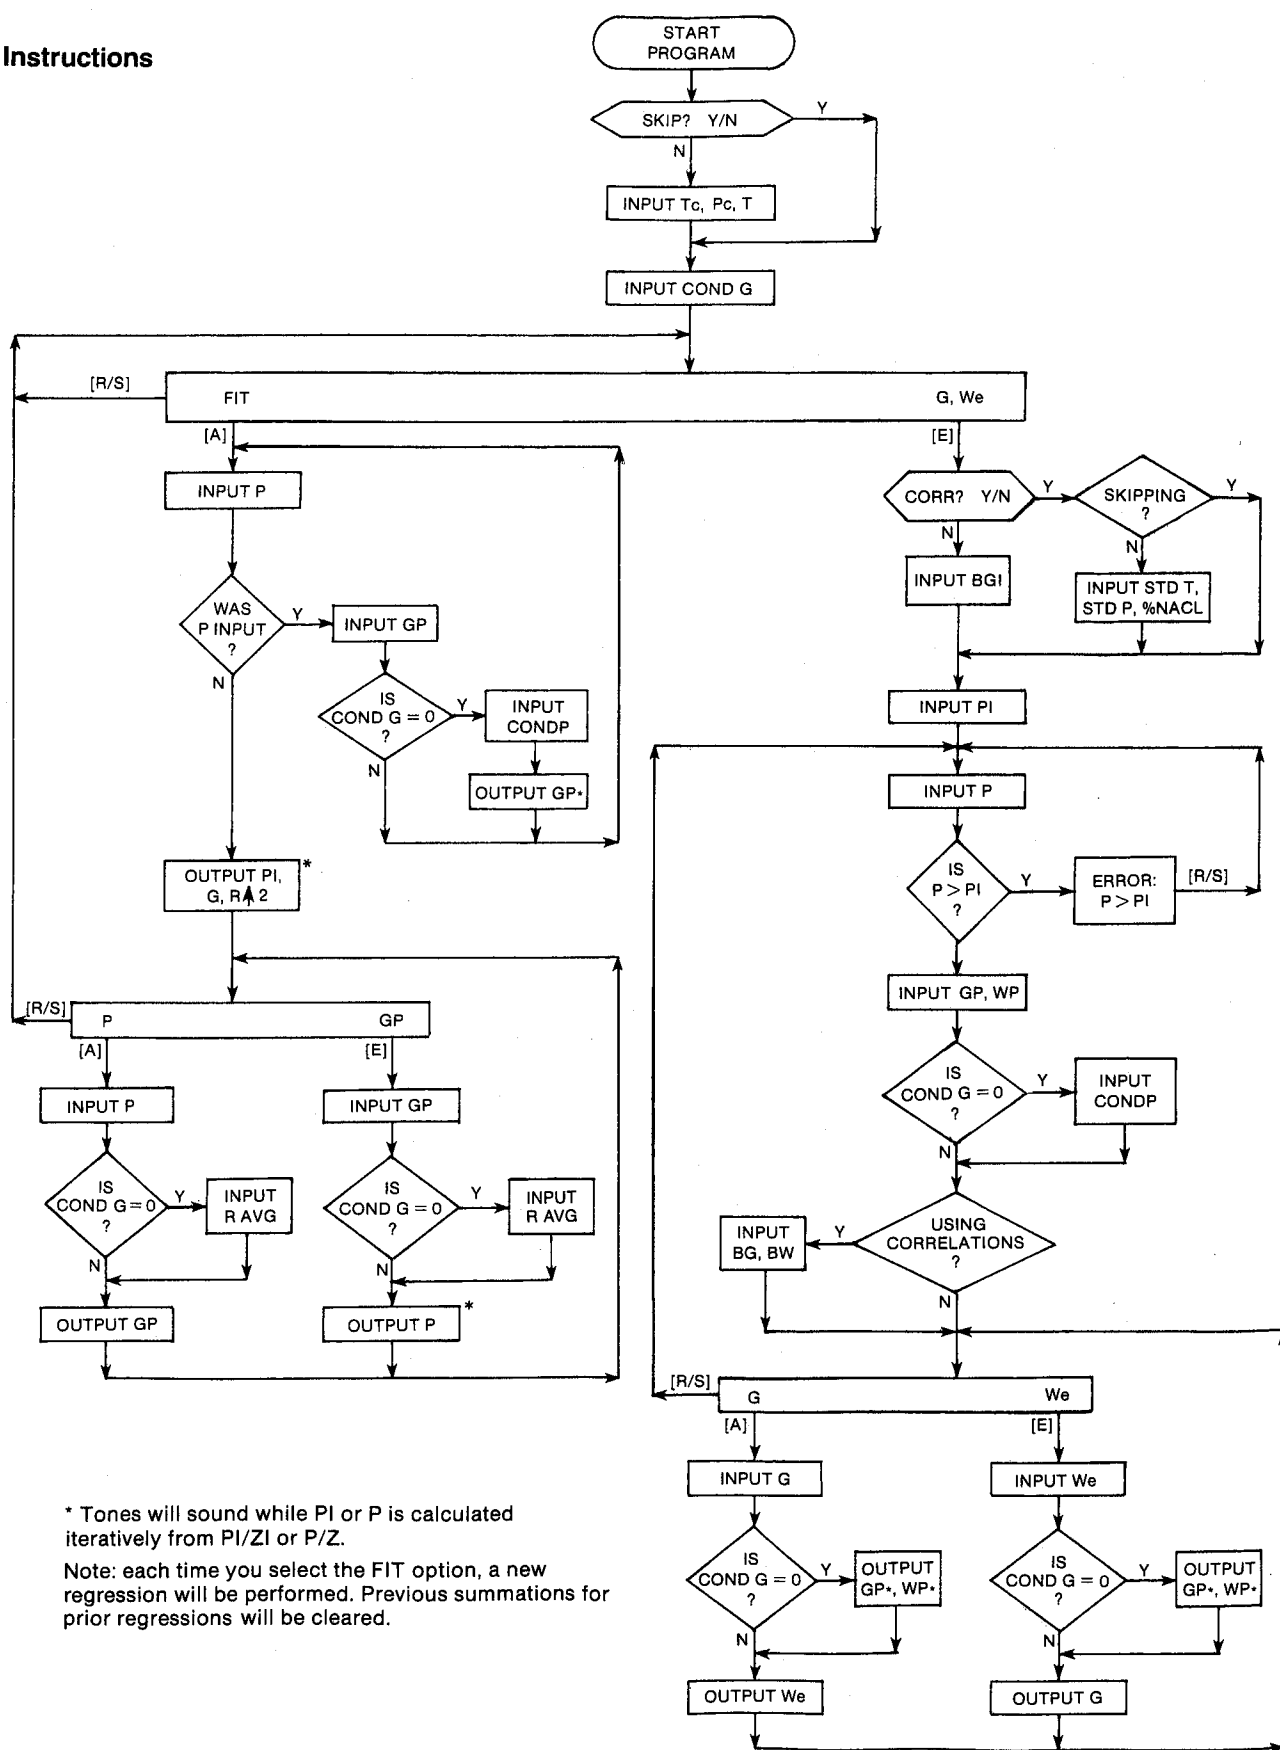 Instructions
START
PROGRAM
SKIP? Y/N
Y
N
INPUT Tc, Pc, T
INPUT COND G
[R/S]
FIT
G, We
[A]
[E]
INPUT P
WAS
P INPUT
?
Y
N
INPUT GP
IS
COND G = 0
?
Y
N
INPUT
CONDP
OUTPUT GP*
OUTPUT PI,
G, R↑2
*
[R/S]
P
GP
[A]
[E]
INPUT P
IS
COND G = 0
?
Y
N
INPUT
R AVG
OUTPUT GP
INPUT GP
IS
COND G = 0
?
Y
N
INPUT
R AVG
OUTPUT P
*
CORR? Y/N
Y
N
SKIPPING
?
Y
N
INPUT BGI
INPUT STD T,
STD P, %NACL
INPUT PI
INPUT P
IS
P > PI
?
Y
ERROR:
P > PI
[R/S]
INPUT GP, WP
IS
COND G = 0
?
Y
N
INPUT
CONDP
USING
CORRELATIONS
?
Y
N
INPUT
BG, BW
[R/S]
G
We
[A]
[E]
INPUT G
IS
COND G = 0
?
Y
N
OUTPUT
GP*, WP*
OUTPUT We
INPUT We
IS
COND G = 0
?
Y
N
OUTPUT
GP*, WP*
OUTPUT G
* Tones will sound while PI or P is calculated
iteratively from PI/ZI or P/Z.
Note: each time you select the FIT option, a new
regression will be performed. Previous summations for
prior regressions will be cleared.